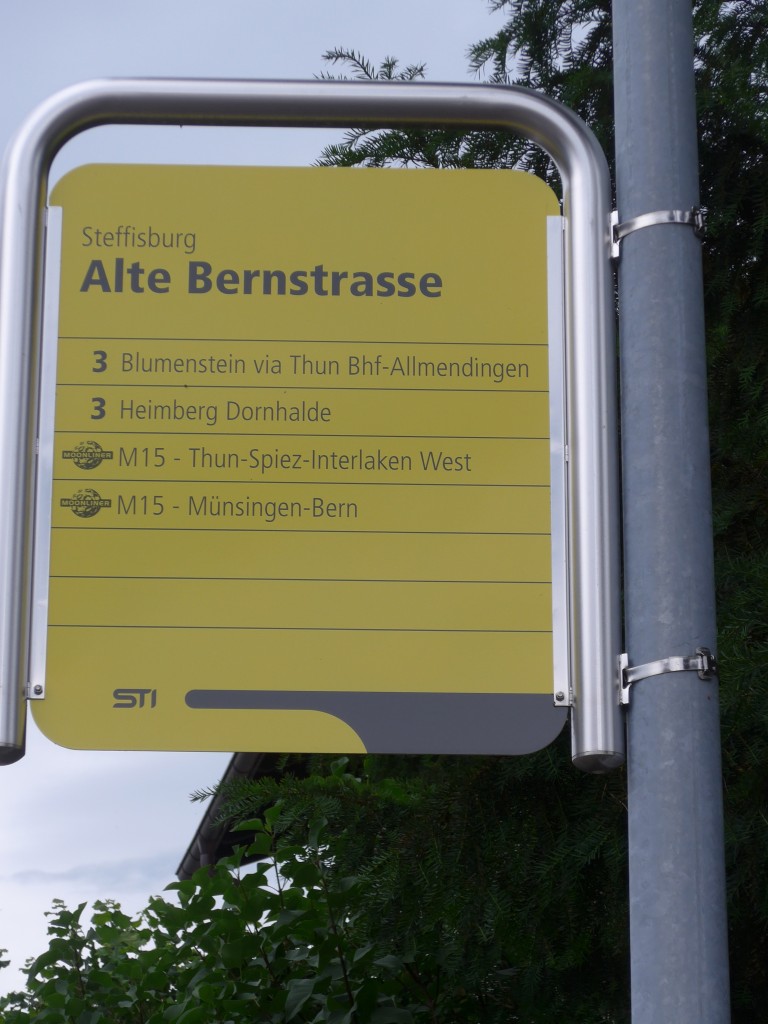 Steffisburg
Alte Bernstrasse
3 Blumenstein via Thun Bhf-Allmendingen
3 Heimberg Dornhalde
MOONLINER M15 - Thun-Spiez-Interlaken West
MOONLINER M15 - Münsingen-Bern
STI